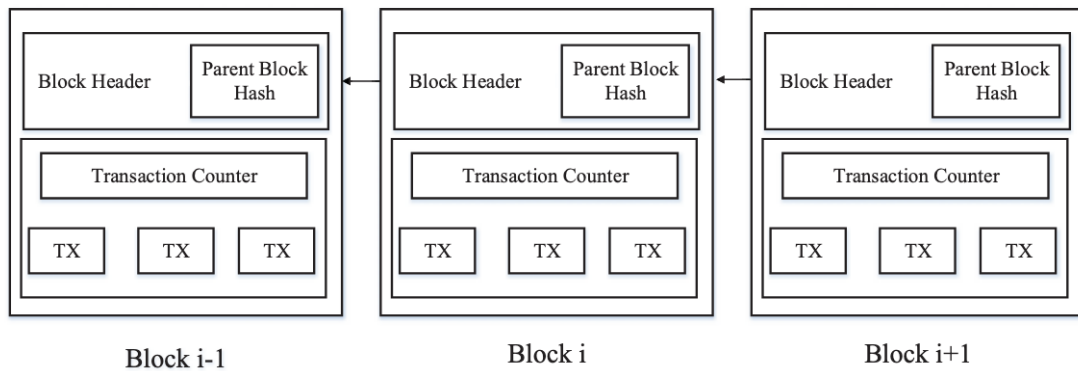 Block Header
Parent Block
Hash
Transaction Counter
TX
TX
TX
Block i-1
Block Header
Parent Block
Hash
Transaction Counter
TX
TX
TX
Block i
Block Header
Parent Block
Hash
Transaction Counter
TX
TX
TX
Block i+1